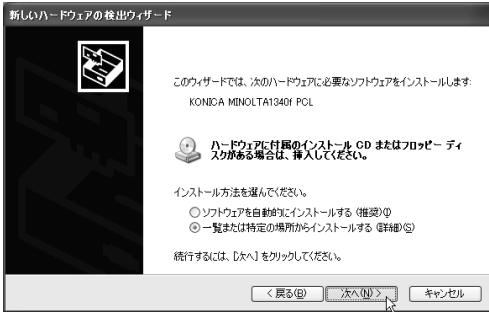 新しいハードウェアの検出ウィザード
このウィザードでは、次のハードウェアに必要なソフトウェアをインストールします:
KONICA MINOLTA1340f PCL
ハードウェアに付属のインストール CD またはフロッピー ディ
スクがある場合は、挿入してください。
インストール方法を選んでください。
ソフトウェアを自動的にインストールする (推奨)(I)
一覧または特定の場所からインストールする (詳細)(S)
続行するには、[次へ] をクリックしてください。
< 戻る(B) 次へ(N) > キャンセル